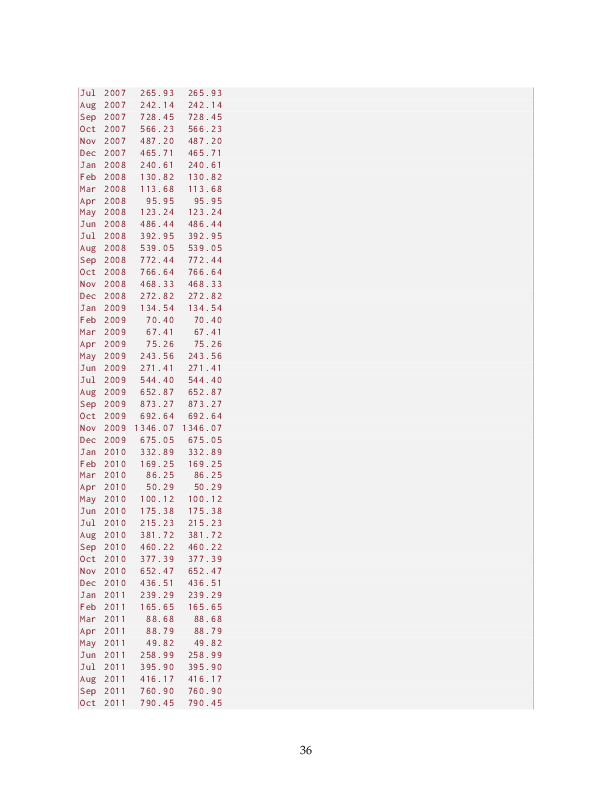 Jul 2007 265.93 265.93
Aug 2007 242.14 242.14
Sep 2007 728.45 728.45
Oct 2007 566.23 566.23
Nov 2007 487.20 487.20
Dec 2007 465.71 465.71
Jan 2008 240.61 240.61
Feb 2008 130.82 130.82
Mar 2008 113.68 113.68
Apr 2008 95.95 95.95
May 2008 123.24 123.24
Jun 2008 486.44 486.44
Jul 2008 392.95 392.95
Aug 2008 539.05 539.05
Sep 2008 772.44 772.44
Oct 2008 766.64 766.64
Nov 2008 468.33 468.33
Dec 2008 272.82 272.82
Jan 2009 134.54 134.54
Feb 2009 70.40 70.40
Mar 2009 67.41 67.41
Apr 2009 75.26 75.26
May 2009 243.56 243.56
Jun 2009 271.41 271.41
Jul 2009 544.40 544.40
Aug 2009 652.87 652.87
Sep 2009 873.27 873.27
Oct 2009 692.64 692.64
Nov 2009 1346.07 1346.07
Dec 2009 675.05 675.05
Jan 2010 332.89 332.89
Feb 2010 169.25 169.25
Mar 2010 86.25 86.25
Apr 2010 50.29 50.29
May 2010 100.12 100.12
Jun 2010 175.38 175.38
Jul 2010 215.23 215.23
Aug 2010 381.72 381.72
Sep 2010 460.22 460.22
Oct 2010 377.39 377.39
Nov 2010 652.47 652.47
Dec 2010 436.51 436.51
Jan 2011 239.29 239.29
Feb 2011 165.65 165.65
Mar 2011 88.68 88.68
Apr 2011 88.79 88.79
May 2011 49.82 49.82
Jun 2011 258.99 258.99
Jul 2011 395.90 395.90
Aug 2011 416.17 416.17
Sep 2011 760.90 760.90
Oct 2011 790.45 790.45
36